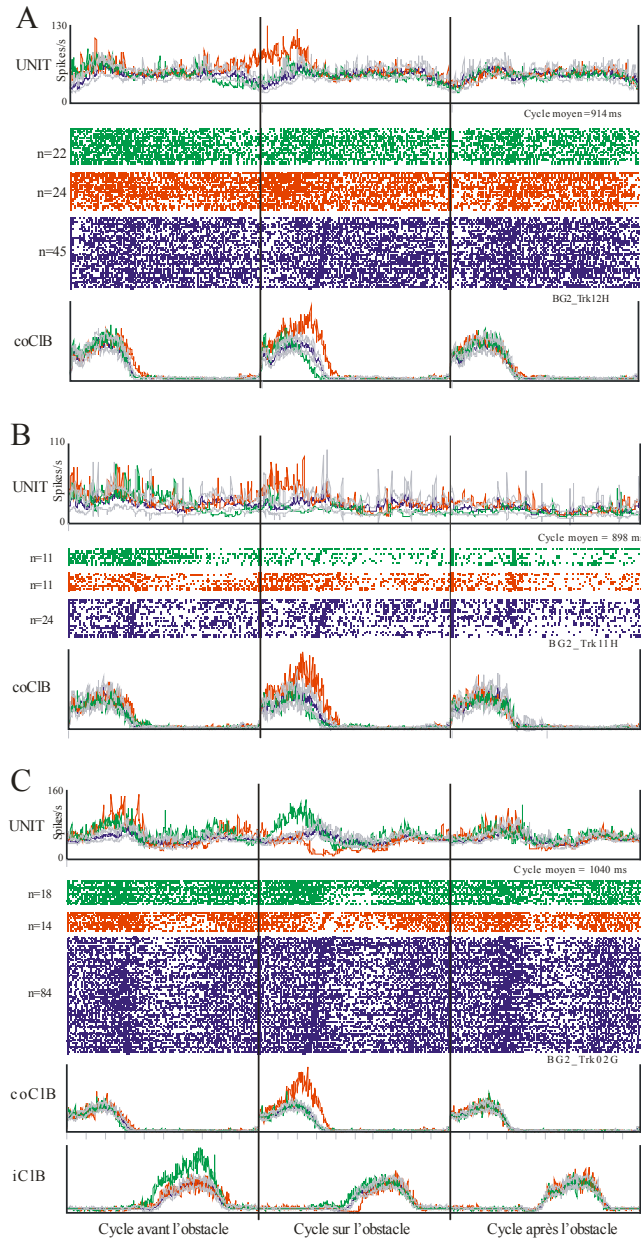 A
130
UNIT
Spikes/s
0
Cycle moyen=914 ms
n=22
n=24
n=45
BG2_Trk12H
coClB
B
110
UNIT
Spikes/s
0
Cycle moyen = 898 m
n=11
n=11
n=24
BG2_Trk11H
coClB
C
160
UNIT
Spikes/s
0
Cycle moyen = 1040 ms
n=18
n=14
n=84
BG2_Trk02G
coClB
iClB
Cycle avant l'obstacle
Cycle sur l'obstacle
Cycle après l'obstacle